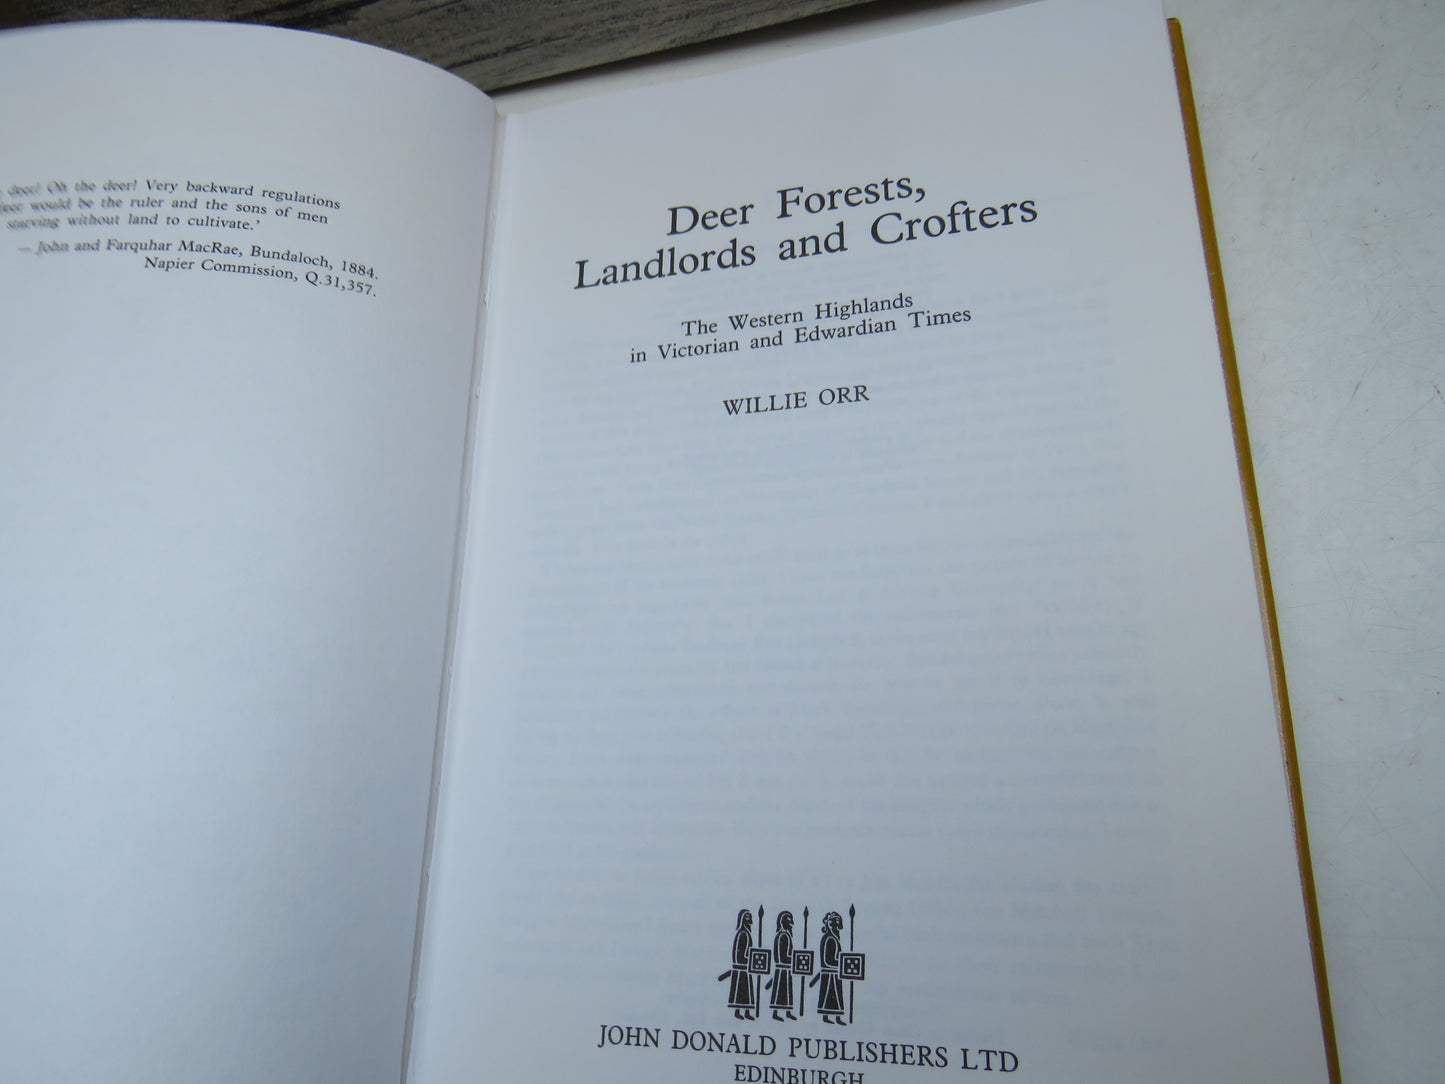 deer! Oh the deer! Very backward regulations
would be the ruler and the sons of men
starving without land to cultivate.'
— John and Farquhar MacRae, Bundaloch, 1884.
Napier Commission, Q.31,357.
Deer Forests,
Landlords and Crofters
The Western Highlands
in Victorian and Edwardian Times
WILLIE ORR
JOHN DONALD PUBLISHERS LTD
EDINBURGH